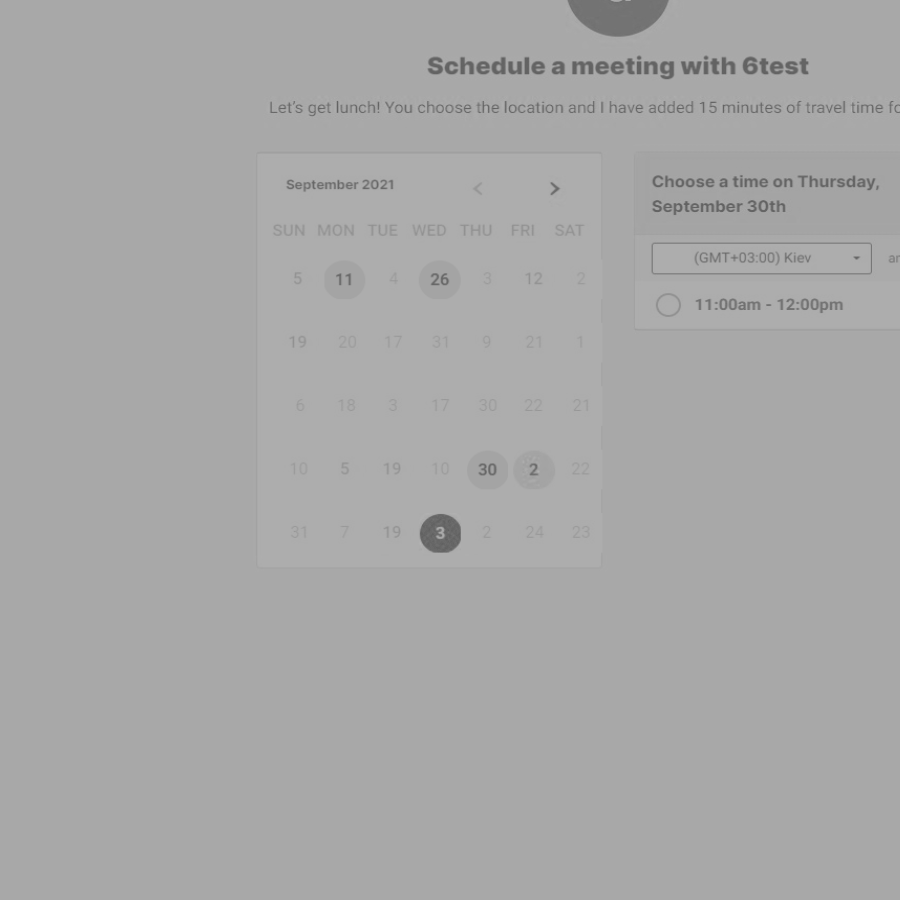 Schedule a meeting with 6test
Let's get lunch! You choose the location and I have added 15 minutes of travel time
September 2021
SUN MON TUE WED THU FRI SAT
5 11 4 26 3 12 2
19 20 17 31 9 21 1
6 18 3 17 30 22 21
10 5 19 10 30 2 22
31 7 19 3 2 24 23
Choose a time on Thursday,
September 30th
(GMT+03:00) Kiev
11:00am - 12:00pm